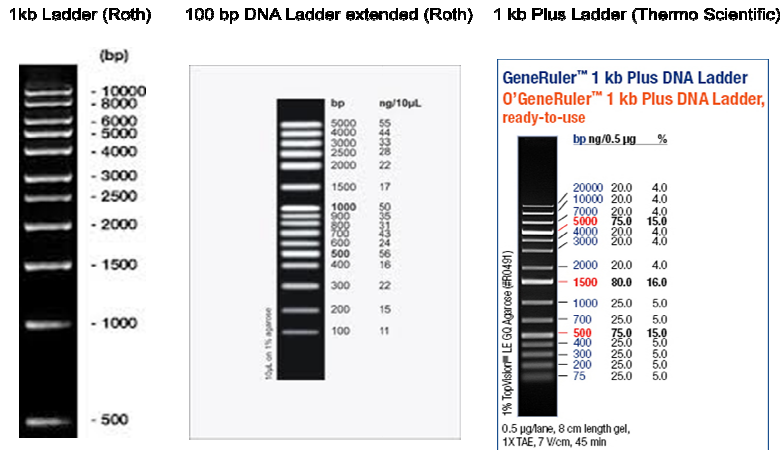 1kb Ladder (Roth)
(bp)
- 10000
- 8000
- 6000
- 5000
- 4000
- 3000
- 2500
- 2000
- 1500
- 1000
- 500
100 bp DNA Ladder extended (Roth)
bp ng/10µL
5000 55
4000 44
3000 33
2500 28
2000 22
1500 17
1000 50
900 35
800 31
700 43
600 24
500 56
400 16
300 22
200 15
100 11
10µL on 1% agarose
1 kb Plus Ladder (Thermo Scientific)
GeneRuler™ 1 kb Plus DNA Ladder
O'GeneRuler™ 1 kb Plus DNA Ladder,
ready-to-use
bp ng/0.5 µg %
20000 20.0 4.0
10000 20.0 4.0
7000 20.0 4.0
5000 75.0 15.0
4000 20.0 4.0
3000 20.0 4.0
2000 20.0 4.0
1500 80.0 16.0
1000 25.0 5.0
700 25.0 5.0
500 75.0 15.0
400 25.0 5.0
300 25.0 5.0
200 25.0 5.0
75 25.0 5.0
1% TopVision™ LE GQ Agarose (#R0491)
0.5 µg/lane, 8 cm length gel,
1X TAE, 7 V/cm, 45 min